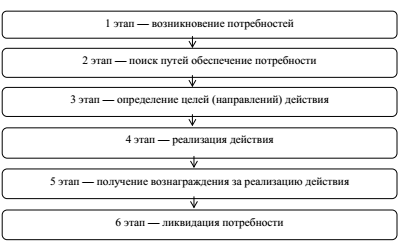 1 этап — возникновение потребностей
2 этап — поиск путей обеспечение потребности
3 этап — определение целей (направлений) действия
4 этап — реализация действия
5 этап — получение вознаграждения за реализацию действия
6 этап — ликвидация потребности